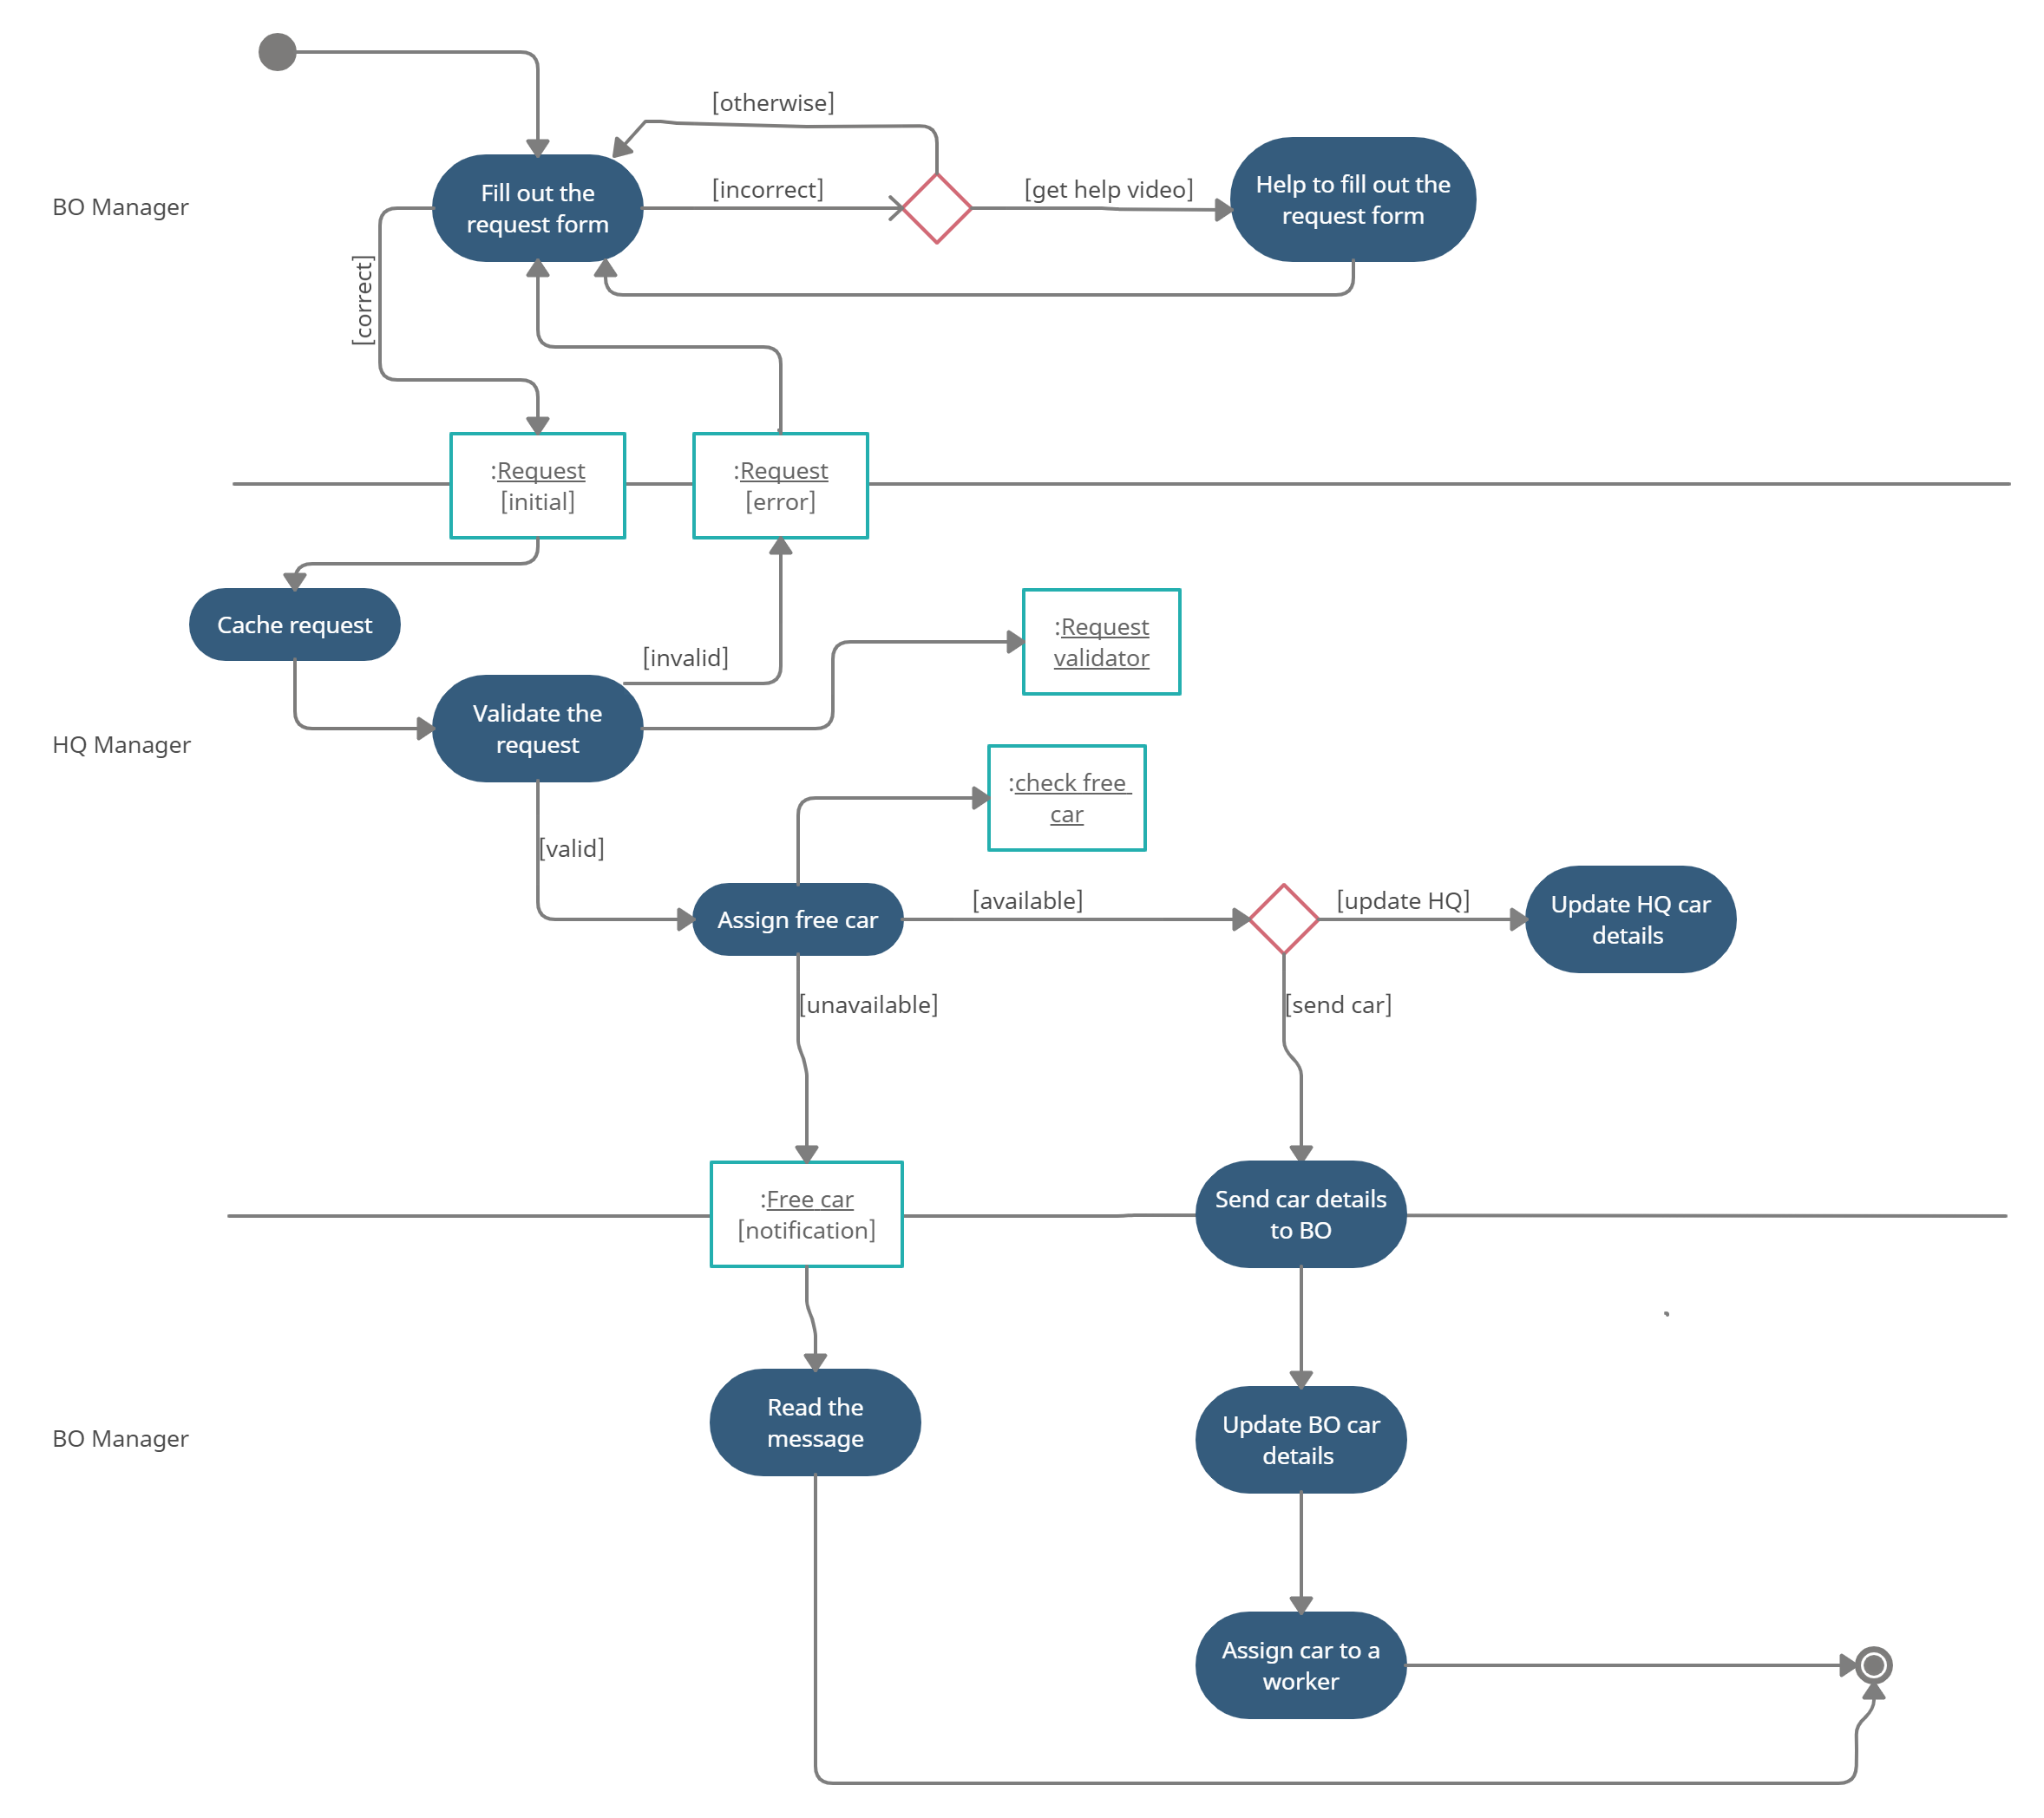 [otherwise]
BO Manager
Fill out the
request form
[incorrect]
[get help video]
Help to fill out the
request form
[correct]
:Request
[initial]
:Request
[error]
Cache request
[invalid]
:Request
validator
HQ Manager
Validate the
request
:check free
car
[valid]
Assign free car
[available]
[update HQ]
Update HQ car
details
[unavailable]
[send car]
:Free car
[notification]
Send car details
to BO
BO Manager
Read the
message
Update BO car
details
Assign car to a
worker